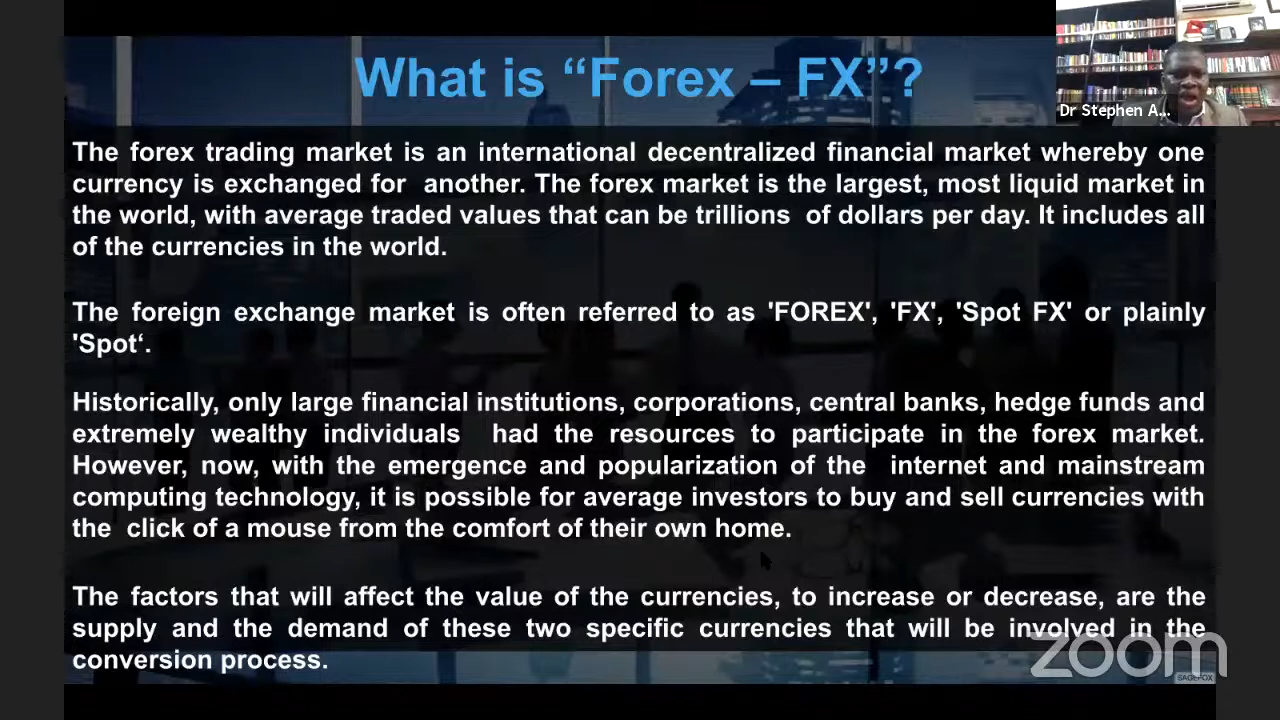 What is “Forex – FX”?
Dr Stephen A...
The forex trading market is an international decentralized financial market whereby one
currency is exchanged for another. The forex market is the largest, most liquid market in
the world, with average traded values that can be trillions of dollars per day. It includes all
of the currencies in the world.
The foreign exchange market is often referred to as 'FOREX', 'FX', 'Spot FX' or plainly
'Spot‘.
Historically, only large financial institutions, corporations, central banks, hedge funds and
extremely wealthy individuals had the resources to participate in the forex market.
However, now, with the emergence and popularization of the internet and mainstream
computing technology, it is possible for average investors to buy and sell currencies with
the click of a mouse from the comfort of their own home.
The factors that will affect the value of the currencies, to increase or decrease, are the
supply and the demand of these two specific currencies that will be involved in the
conversion process.
zoom
SAGEFOX